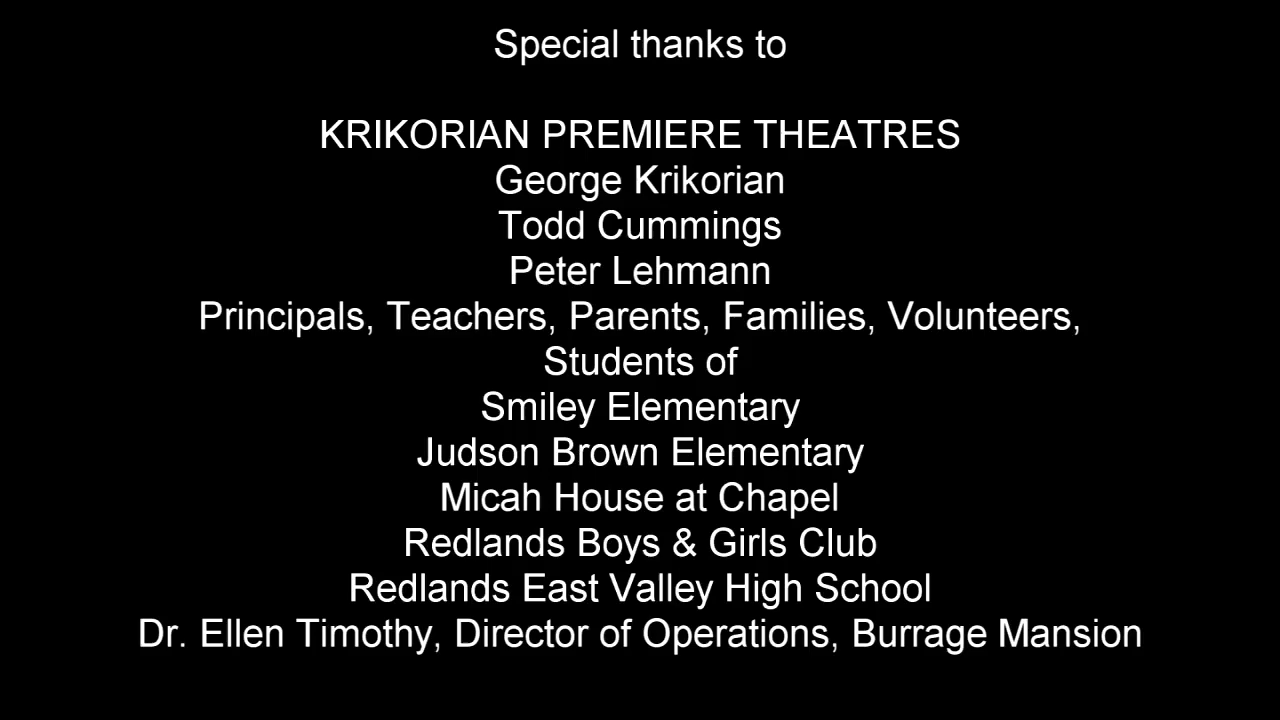 Special thanks to
KRIKORIAN PREMIERE THEATRES
George Krikorian
Todd Cummings
Peter Lehmann
Principals, Teachers, Parents, Families, Volunteers,
Students of
Smiley Elementary
Judson Brown Elementary
Micah House at Chapel
Redlands Boys & Girls Club
Redlands East Valley High School
Dr. Ellen Timothy, Director of Operations, Burrage Mansion